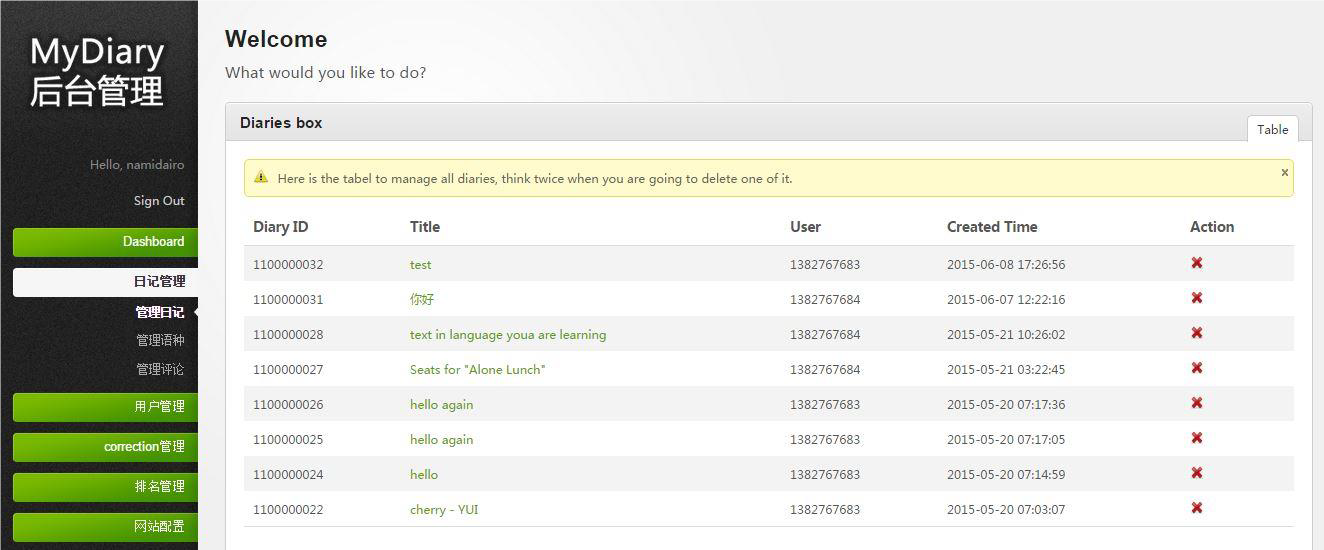 MyDiary
后台管理
Hello, namidairo
Sign Out
Dashboard
日记管理
管理日记
管理语种
管理评论
用户管理
correction管理
排名管理
网站配置
Welcome
What would you like to do?
Diaries box
Table
Here is the tabel to manage all diaries, think twice when you are going to delete one of it.
Diary ID Title User Created Time Action
1100000032 test 1382767683 2015-06-08 17:26:56
1100000031 你好 1382767684 2015-06-07 12:22:16
1100000028 text in language youa are learning 1382767684 2015-05-21 10:26:02
1100000027 Seats for "Alone Lunch" 1382767684 2015-05-21 03:22:45
1100000026 hello again 1382767683 2015-05-20 07:17:36
1100000025 hello again 1382767683 2015-05-20 07:17:05
1100000024 hello 1382767683 2015-05-20 07:14:59
1100000022 cherry - YUI 1382767683 2015-05-20 07:03:07